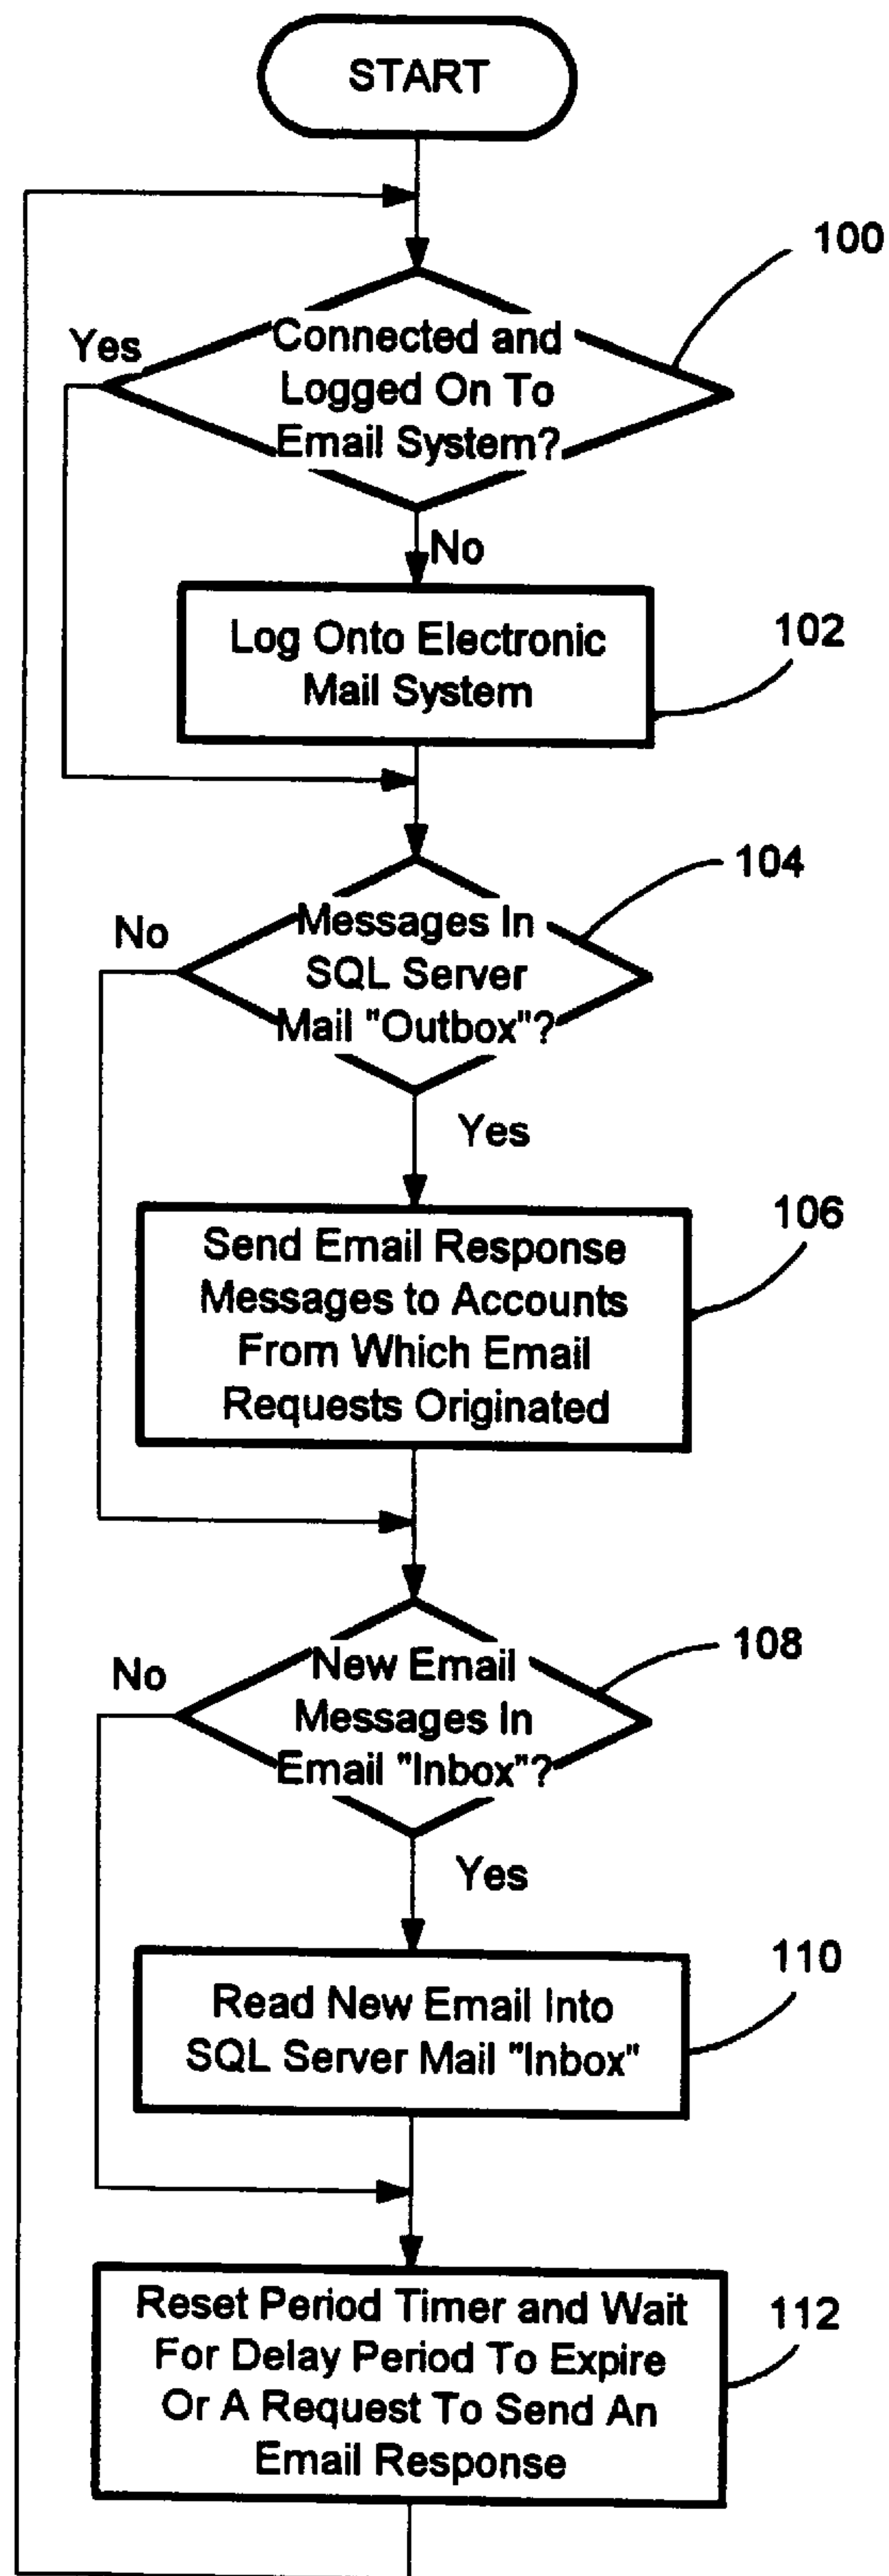 START
100
Yes
Connected and
Logged On To
Email System?
No
Log Onto Electronic
Mail System
102
104
No
Messages In
SQL Server
Mail "Outbox"?
Yes
106
Send Email Response
Messages to Accounts
From Which Email
Requests Originated
108
No
New Email
Messages In
Email "Inbox"?
Yes
110
Read New Email Into
SQL Server Mail "Inbox"
112
Reset Period Timer and Wait
For Delay Period To Expire
Or A Request To Send An
Email Response